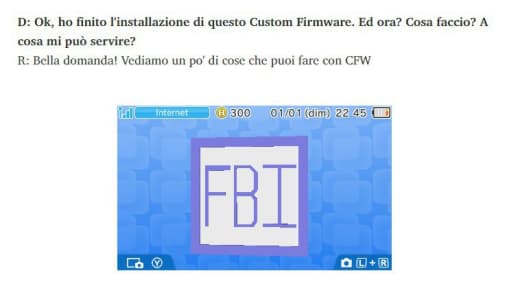 D: Ok, ho finito l'installazione di questo Custom Firmware. Ed ora? Cosa faccio? A
cosa mi può servire?
R: Bella domanda! Vediamo un po' di cose che puoi fare con CFW
Internet H 300 01/01 (dim) 22 45
FBI
Y L + R